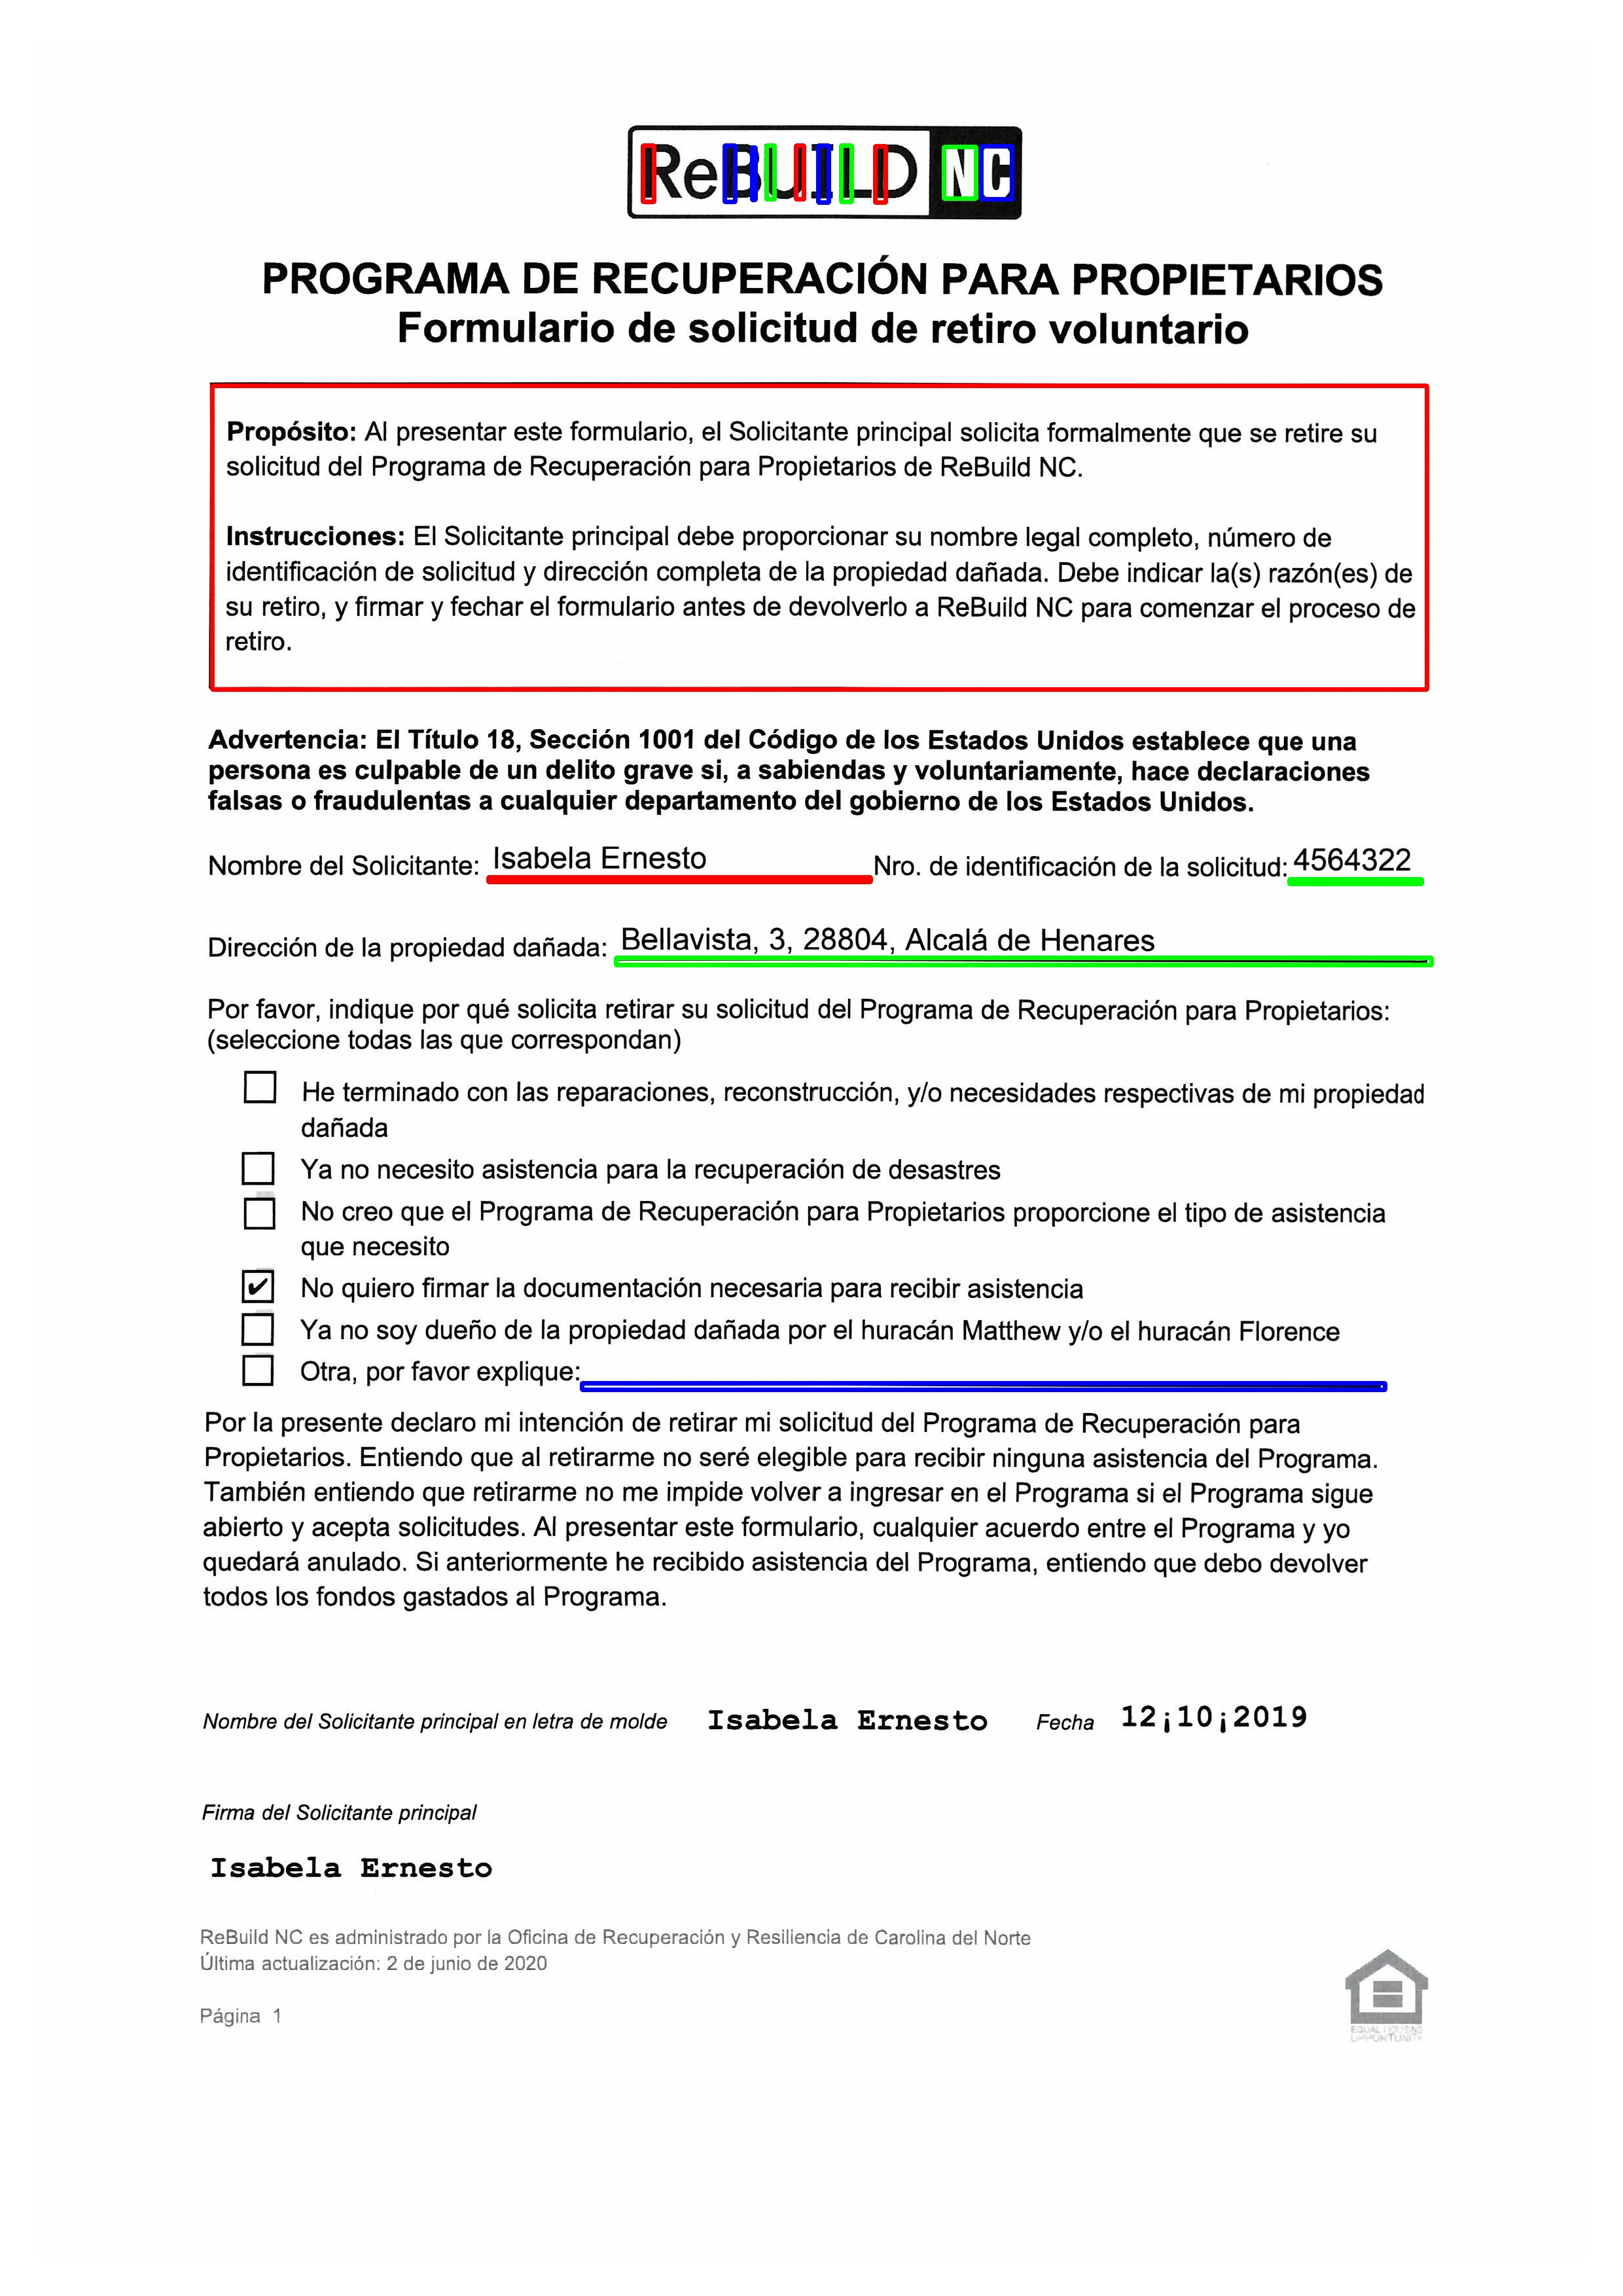 ReBUILD NC
PROGRAMA DE RECUPERACIÓN PARA PROPIETARIOS
Formulario de solicitud de retiro voluntario
Propósito: Al presentar este formulario, el Solicitante principal solicita formalmente que se retire su
solicitud del Programa de Recuperación para Propietarios de ReBuild NC.
Instrucciones: El Solicitante principal debe proporcionar su nombre legal completo, número de
identificación de solicitud y dirección completa de la propiedad dañada. Debe indicar la(s) razón(es) de
su retiro, y firmar y fechar el formulario antes de devolverlo a ReBuild NC para comenzar el proceso de
retiro.
Advertencia: El Título 18, Sección 1001 del Código de los Estados Unidos establece que una
persona es culpable de un delito grave si, a sabiendas y voluntariamente, hace declaraciones
falsas o fraudulentas a cualquier departamento del gobierno de los Estados Unidos.
Nombre del Solicitante: Isabela Ernesto Nro. de identificación de la solicitud: 4564322
Dirección de la propiedad dañada: Bellavista, 3, 28804, Alcalá de Henares
Por favor, indique por qué solicita retirar su solicitud del Programa de Recuperación para Propietarios:
(seleccione todas las que correspondan)
He terminado con las reparaciones, reconstrucción, y/o necesidades respectivas de mi propiedad
dañada
Ya no necesito asistencia para la recuperación de desastres
No creo que el Programa de Recuperación para Propietarios proporcione el tipo de asistencia
que necesito
✔ No quiero firmar la documentación necesaria para recibir asistencia
Ya no soy dueño de la propiedad dañada por el huracán Matthew y/o el huracán Florence
Otra, por favor explique:
Por la presente declaro mi intención de retirar mi solicitud del Programa de Recuperación para
Propietarios. Entiendo que al retirarme no seré elegible para recibir ninguna asistencia del Programa.
También entiendo que retirarme no me impide volver a ingresar en el Programa si el Programa sigue
abierto y acepta solicitudes. Al presentar este formulario, cualquier acuerdo entre el Programa y yo
quedará anulado. Si anteriormente he recibido asistencia del Programa, entiendo que debo devolver
todos los fondos gastados al Programa.
Nombre del Solicitante principal en letra de molde Isabela Ernesto Fecha 12¡10¡2019
Firma del Solicitante principal
Isabela Ernesto
ReBuild NC es administrado por la Oficina de Recuperación y Resiliencia de Carolina del Norte
Última actualización: 2 de junio de 2020
Página 1
EQUAL HOUSING
OPPORTUNITY